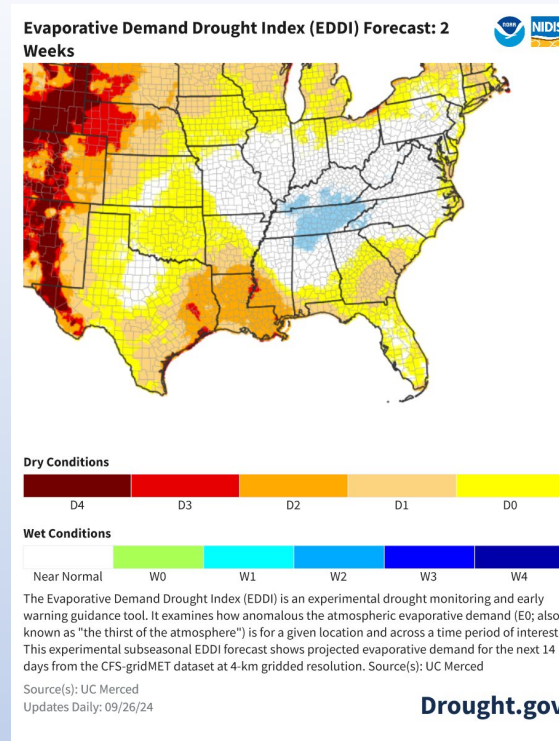 Evaporative Demand Drought Index (EDDI) Forecast: 2
Weeks
NOAA
NIDIS
Dry Conditions
D4 D3 D2 D1 D0
Wet Conditions
Near Normal W0 W1 W2 W3 W4
The Evaporative Demand Drought Index (EDDI) is an experimental drought monitoring and early
warning guidance tool. It examines how anomalous the atmospheric evaporative demand (E0; also
known as "the thirst of the atmosphere") is for a given location and across a time period of interest
This experimental subseasonal EDDI forecast shows projected evaporative demand for the next 14
days from the CFS-gridMET dataset at 4-km gridded resolution. Source(s): UC Merced
Source(s): UC Merced
Updates Daily: 09/26/24
Drought.gov